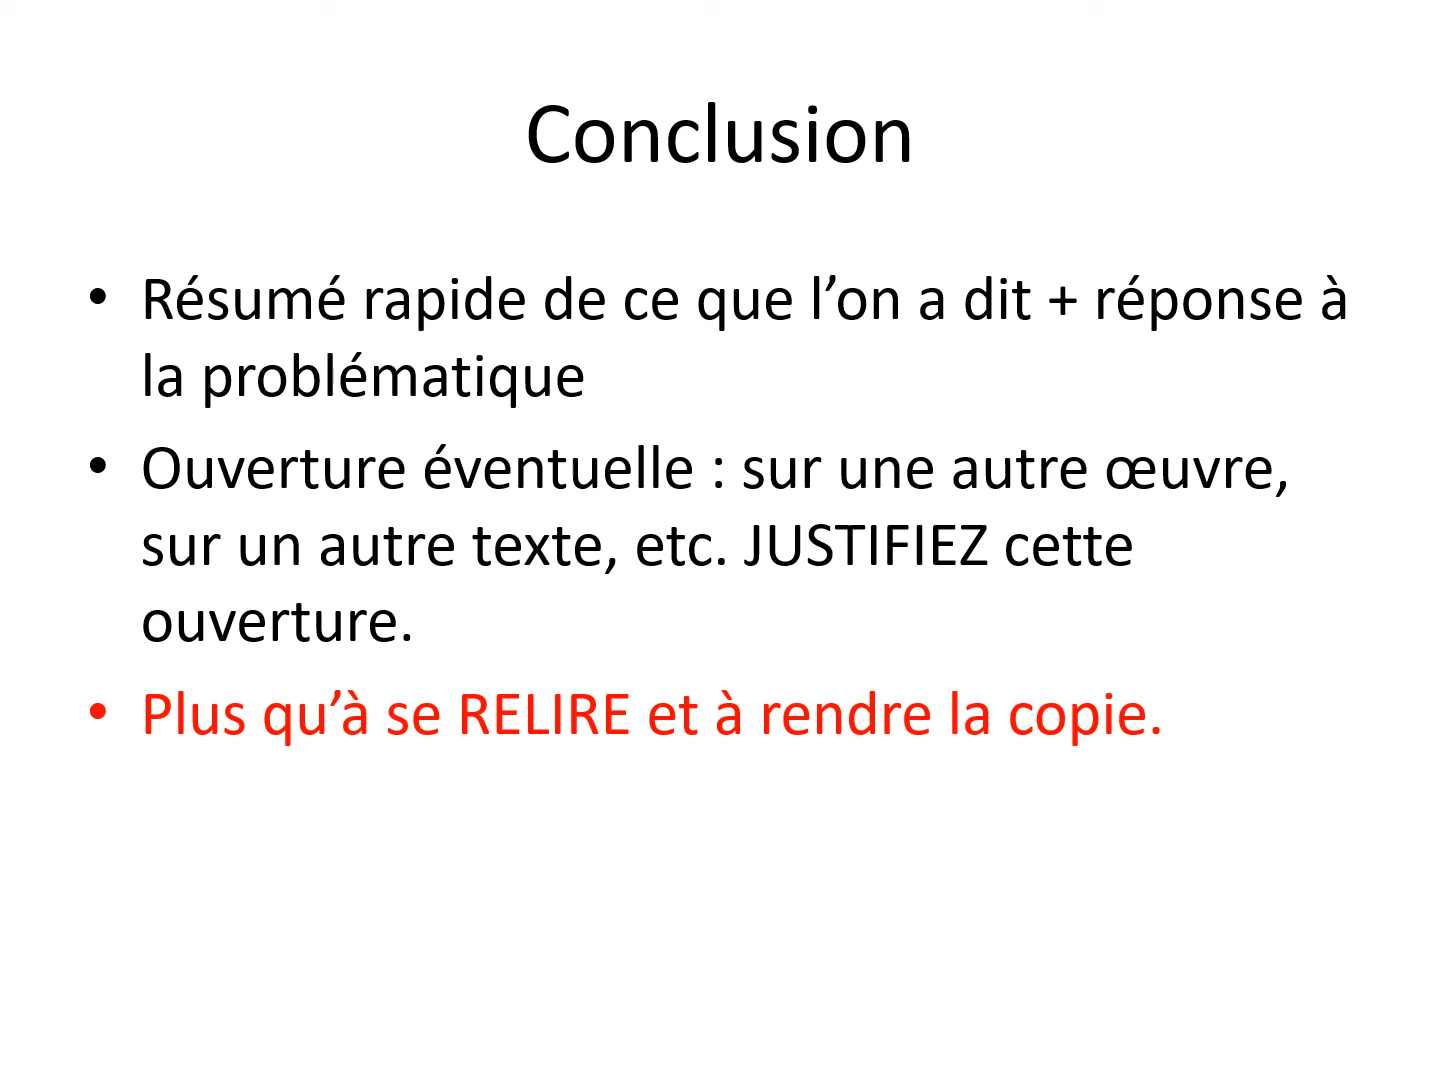 Conclusion
• Résumé rapide de ce que l’on a dit + réponse à
la problématique
• Ouverture éventuelle : sur une autre œuvre,
sur un autre texte, etc. JUSTIFIEZ cette
ouverture.
• Plus qu’à se RELIRE et à rendre la copie.